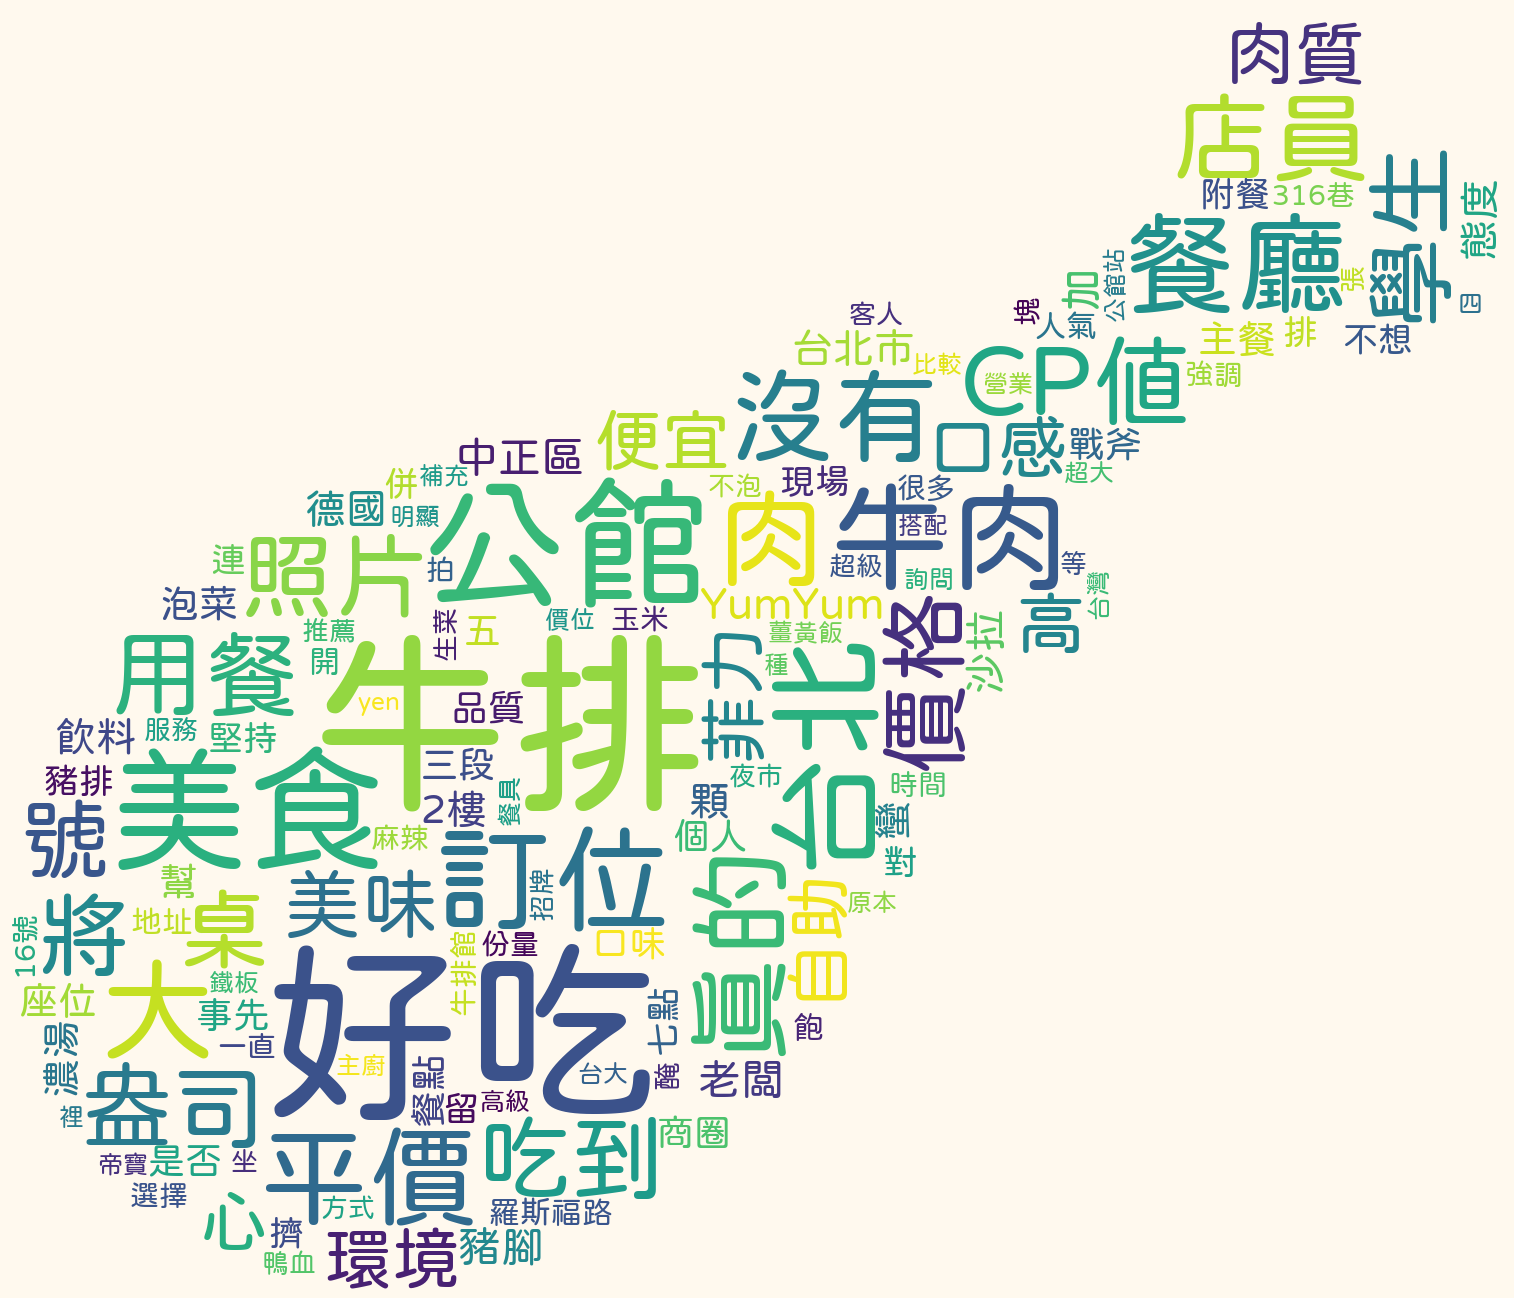 肉質
店員
學生
附餐
316巷
態度
餐廳
張
四
加
公館站
塊
人氣
主餐
排
不想
客人
台北市
比較
CP值
營業
強調
沒有
口感
戰斧
超大
便宜
中正區
併
補充
不泡
現場
很多
德國
明顯
公館
肉
牛肉
搭配
超級
詢問
等
連
照片
拍
泡菜
YumYum
價格
高
台灣
推薦
開
生菜
五
價位
玉米
薑黃飯
種
沙拉
用餐
牛排
yen
品質
菲力
台北
飲料
服務
堅持
三段
夜市
時間
豬排
美食
2樓
餐具
顆
個人
蠻
對
號
麻辣
訂位
招牌
真的
自助
原本
幫
美味
將
16號
地址
桌
份量
口味
牛排館
座位
大
鐵板
事先
一直
好吃
七點
飽
濃湯
主廚
餐點
台大
醃
老闆
盎司
裡
留
高級
帝寶
是否
坐
平價
吃到
商圈
選擇
方式
羅斯福路
心
擠
鴨血
環境
豬腳